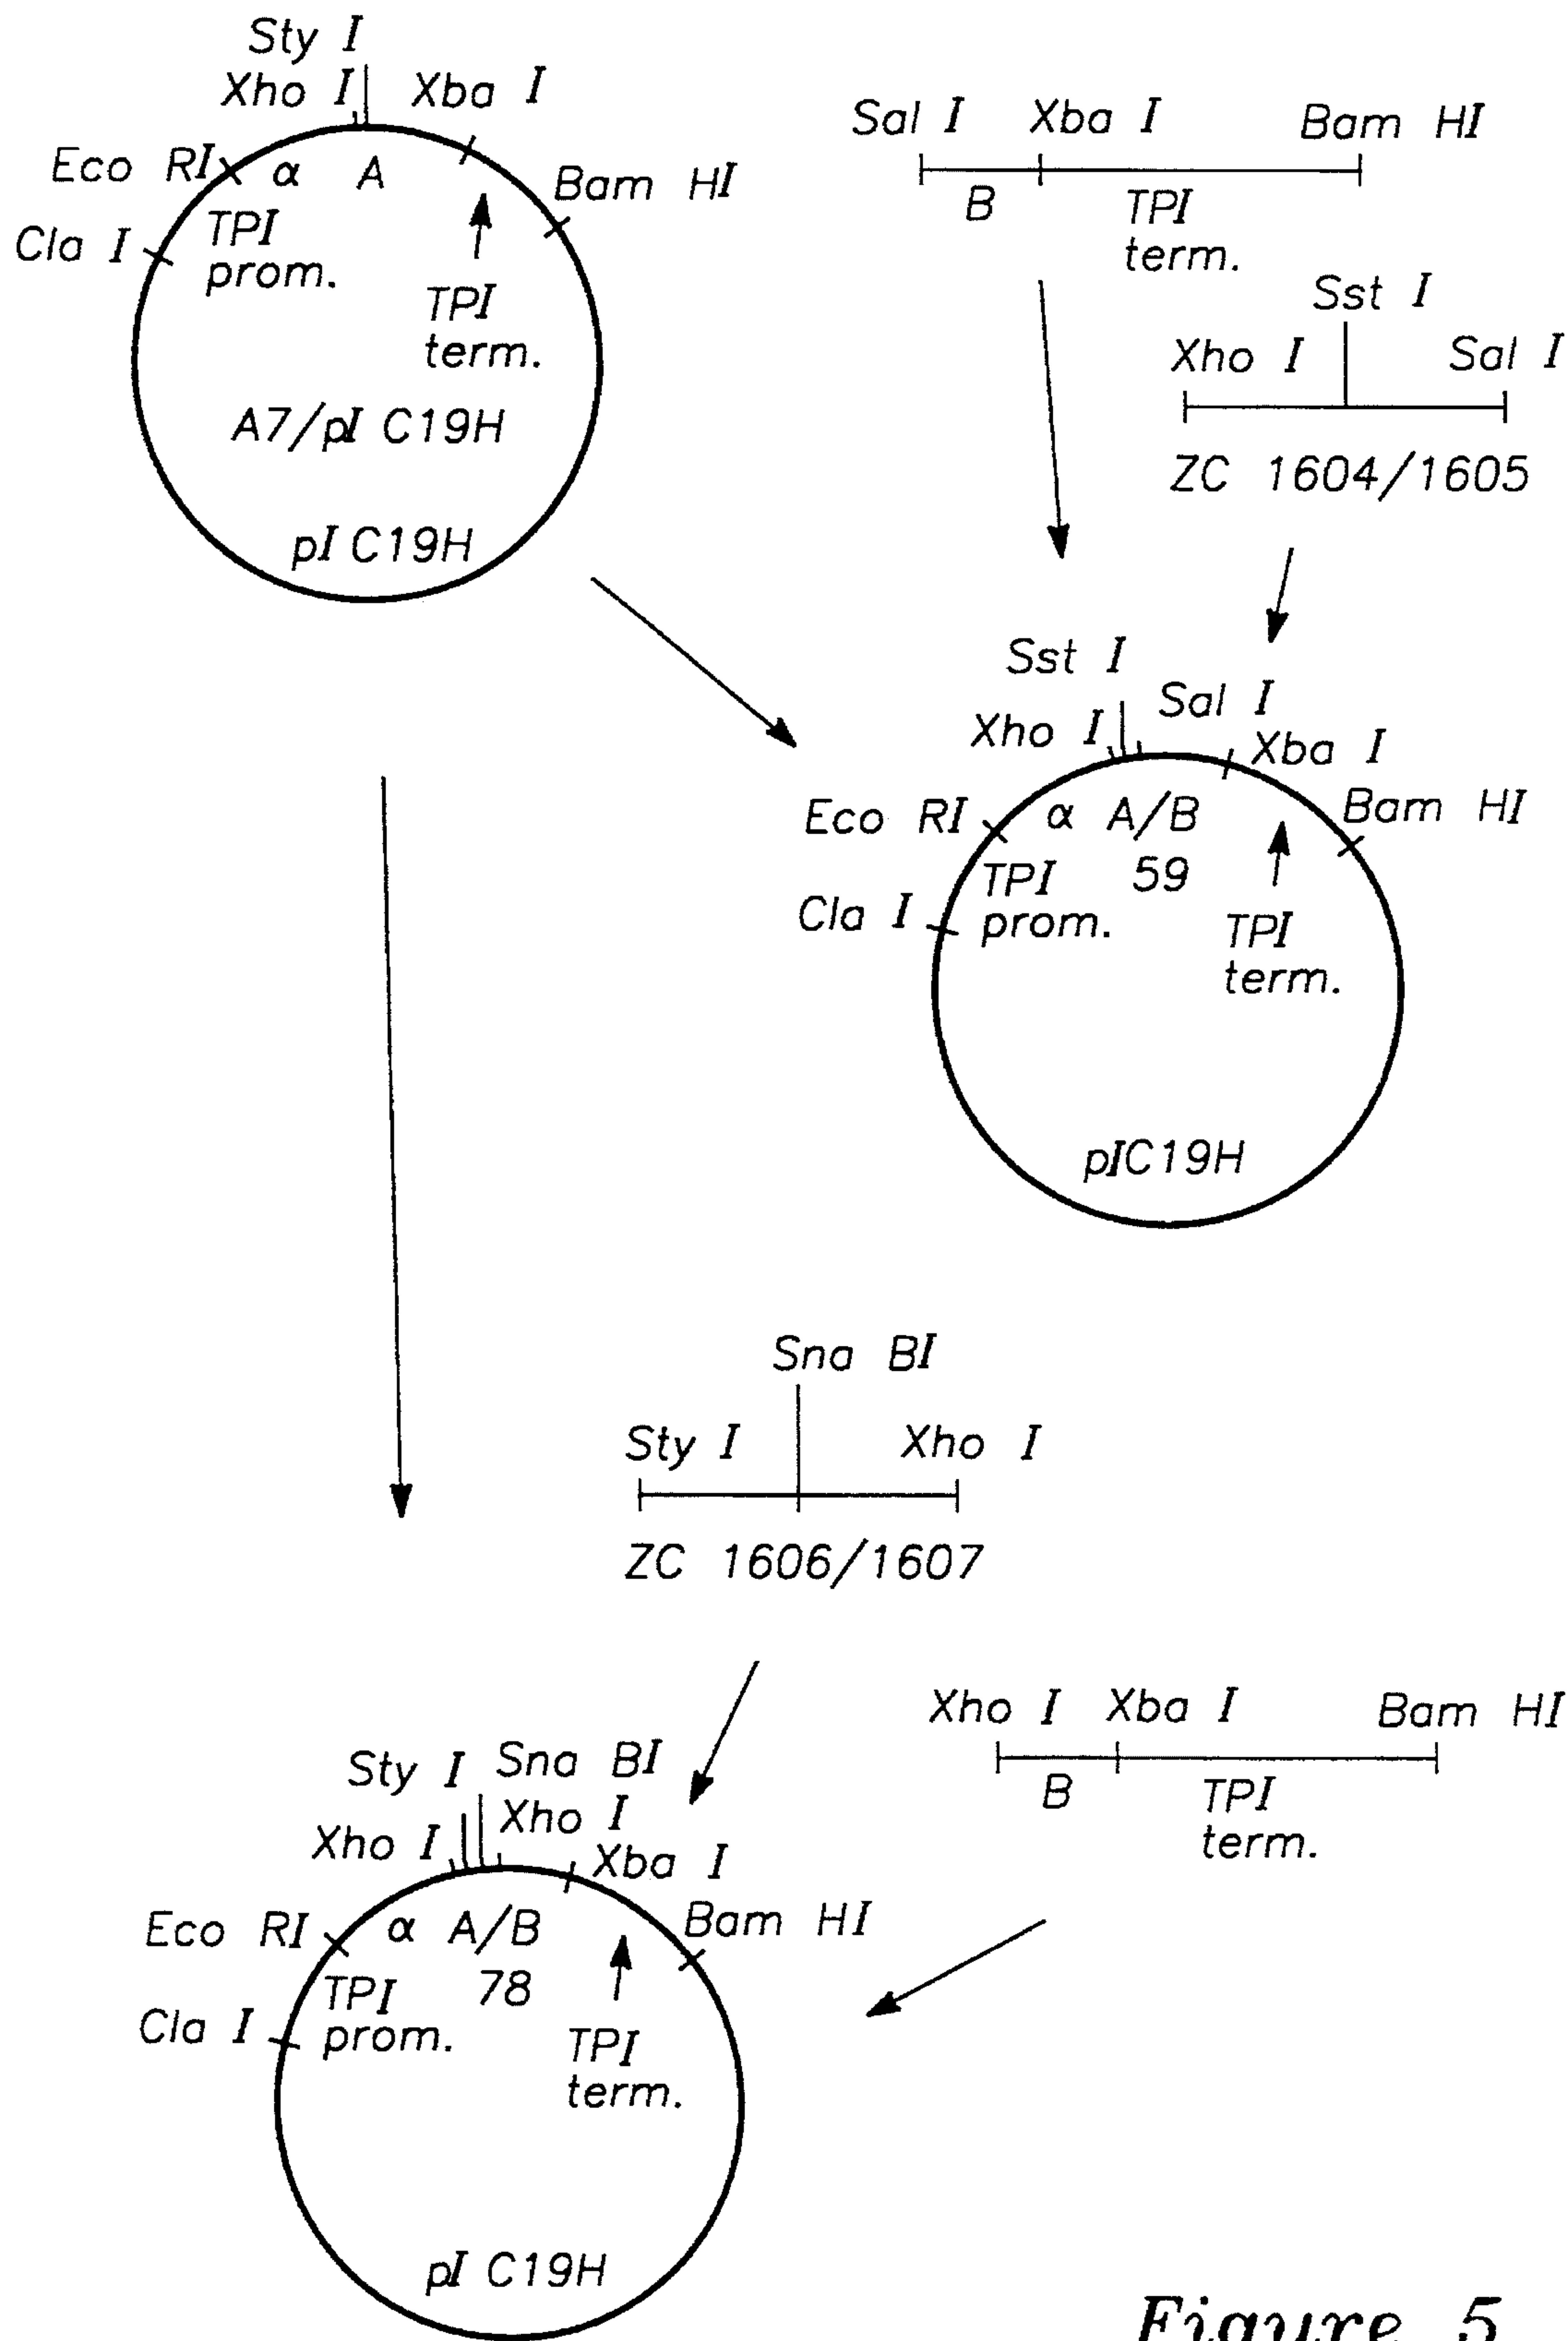 Sty I
Xho I
Xba I
Eco RI
α
A
Bam HI
Cla I
TPI
prom.
TPI
term.
A7/pI C19H
pI C19H
Sal I
Xba I
Bam HI
B
TPI
term.
Sst I
Xho I
Sal I
ZC 1604/1605
Sst I
Sal I
Xho I
Xba I
Eco RI
α
A/B
59
Bam HI
Cla I
TPI
prom.
TPI
term.
pIC19H
Sna BI
Sty I
Xho I
ZC 1606/1607
Xho I
Xba I
Bam HI
B
TPI
term.
Sty I
Sna BI
Xho I
Xho I
Xba I
Eco RI
α
A/B
78
Bam HI
Cla I
TPI
prom.
TPI
term.
pI C19H
Figure 5